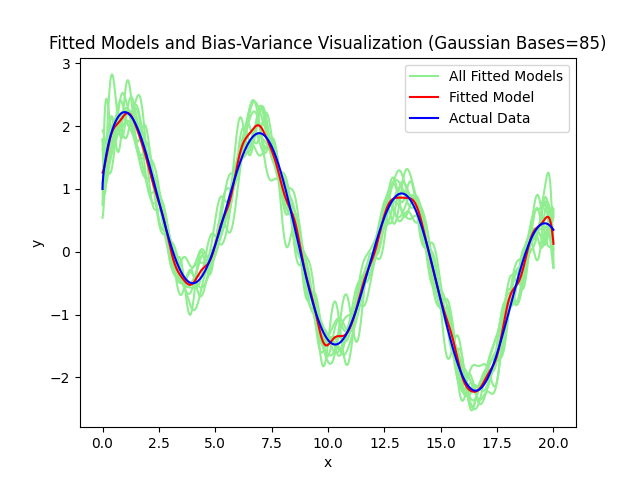 Fitted Models and Bias-Variance Visualization (Gaussian Bases=85)
All Fitted Models
Fitted Model
Actual Data
3
2
1
0
−1
−2
y
0.0 2.5 5.0 7.5 10.0 12.5 15.0 17.5 20.0
x